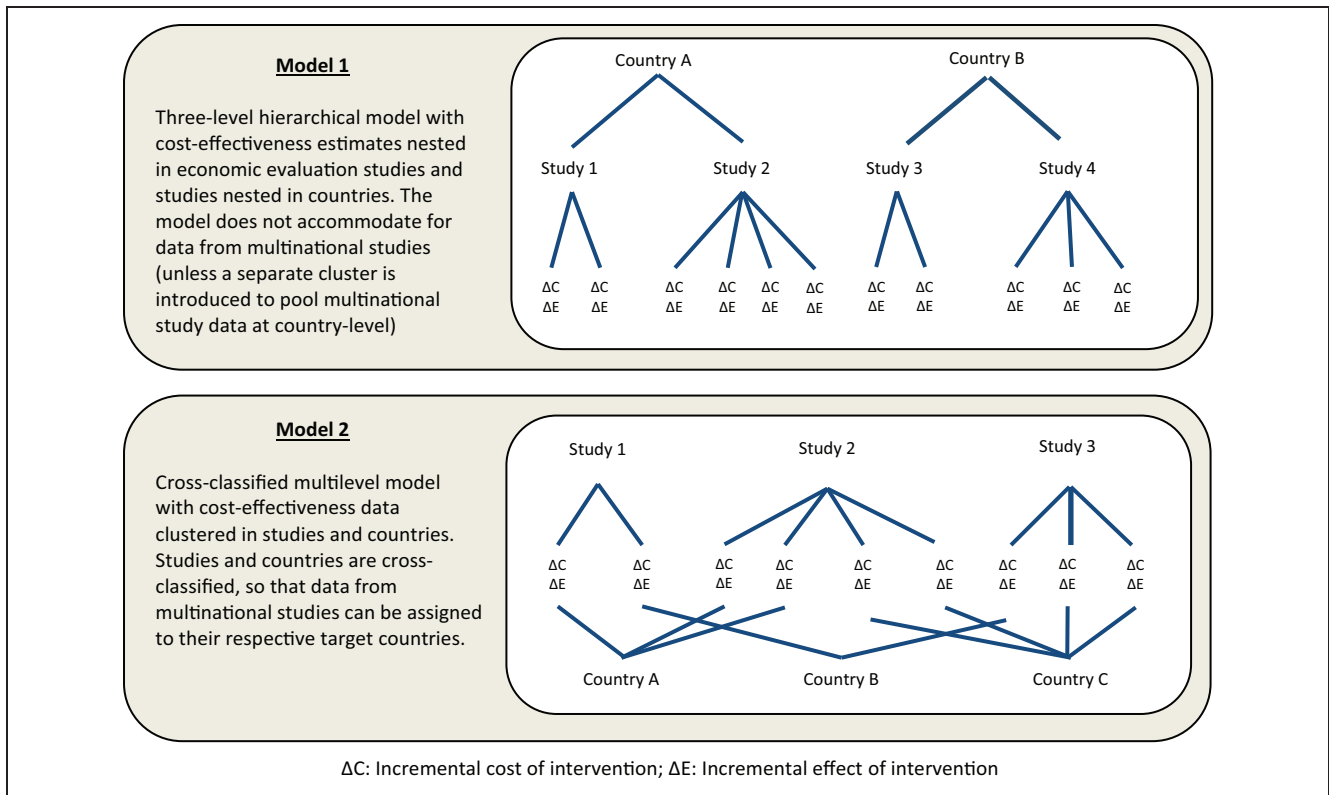 Model 1
Three-level hierarchical model with
cost-effectiveness estimates nested
in economic evaluation studies and
studies nested in countries. The
model does not accommodate for
data from multinational studies
(unless a separate cluster is
introduced to pool multinational
study data at country-level)
Country A Country B
Study 1 Study 2 Study 3 Study 4
ΔC ΔC ΔC ΔC ΔC ΔC ΔC ΔC ΔC ΔC ΔC
ΔE ΔE ΔE ΔE ΔE ΔE ΔE ΔE ΔE ΔE ΔE
Model 2
Cross-classified multilevel model
with cost-effectiveness data
clustered in studies and countries.
Studies and countries are cross-
classified, so that data from
multinational studies can be assigned
to their respective target countries.
Study 1 Study 2 Study 3
ΔC ΔC ΔC ΔC ΔC ΔC ΔC ΔC ΔC
ΔE ΔE ΔE ΔE ΔE ΔE ΔE ΔE ΔE
Country A Country B Country C
ΔC: Incremental cost of intervention; ΔE: Incremental effect of intervention